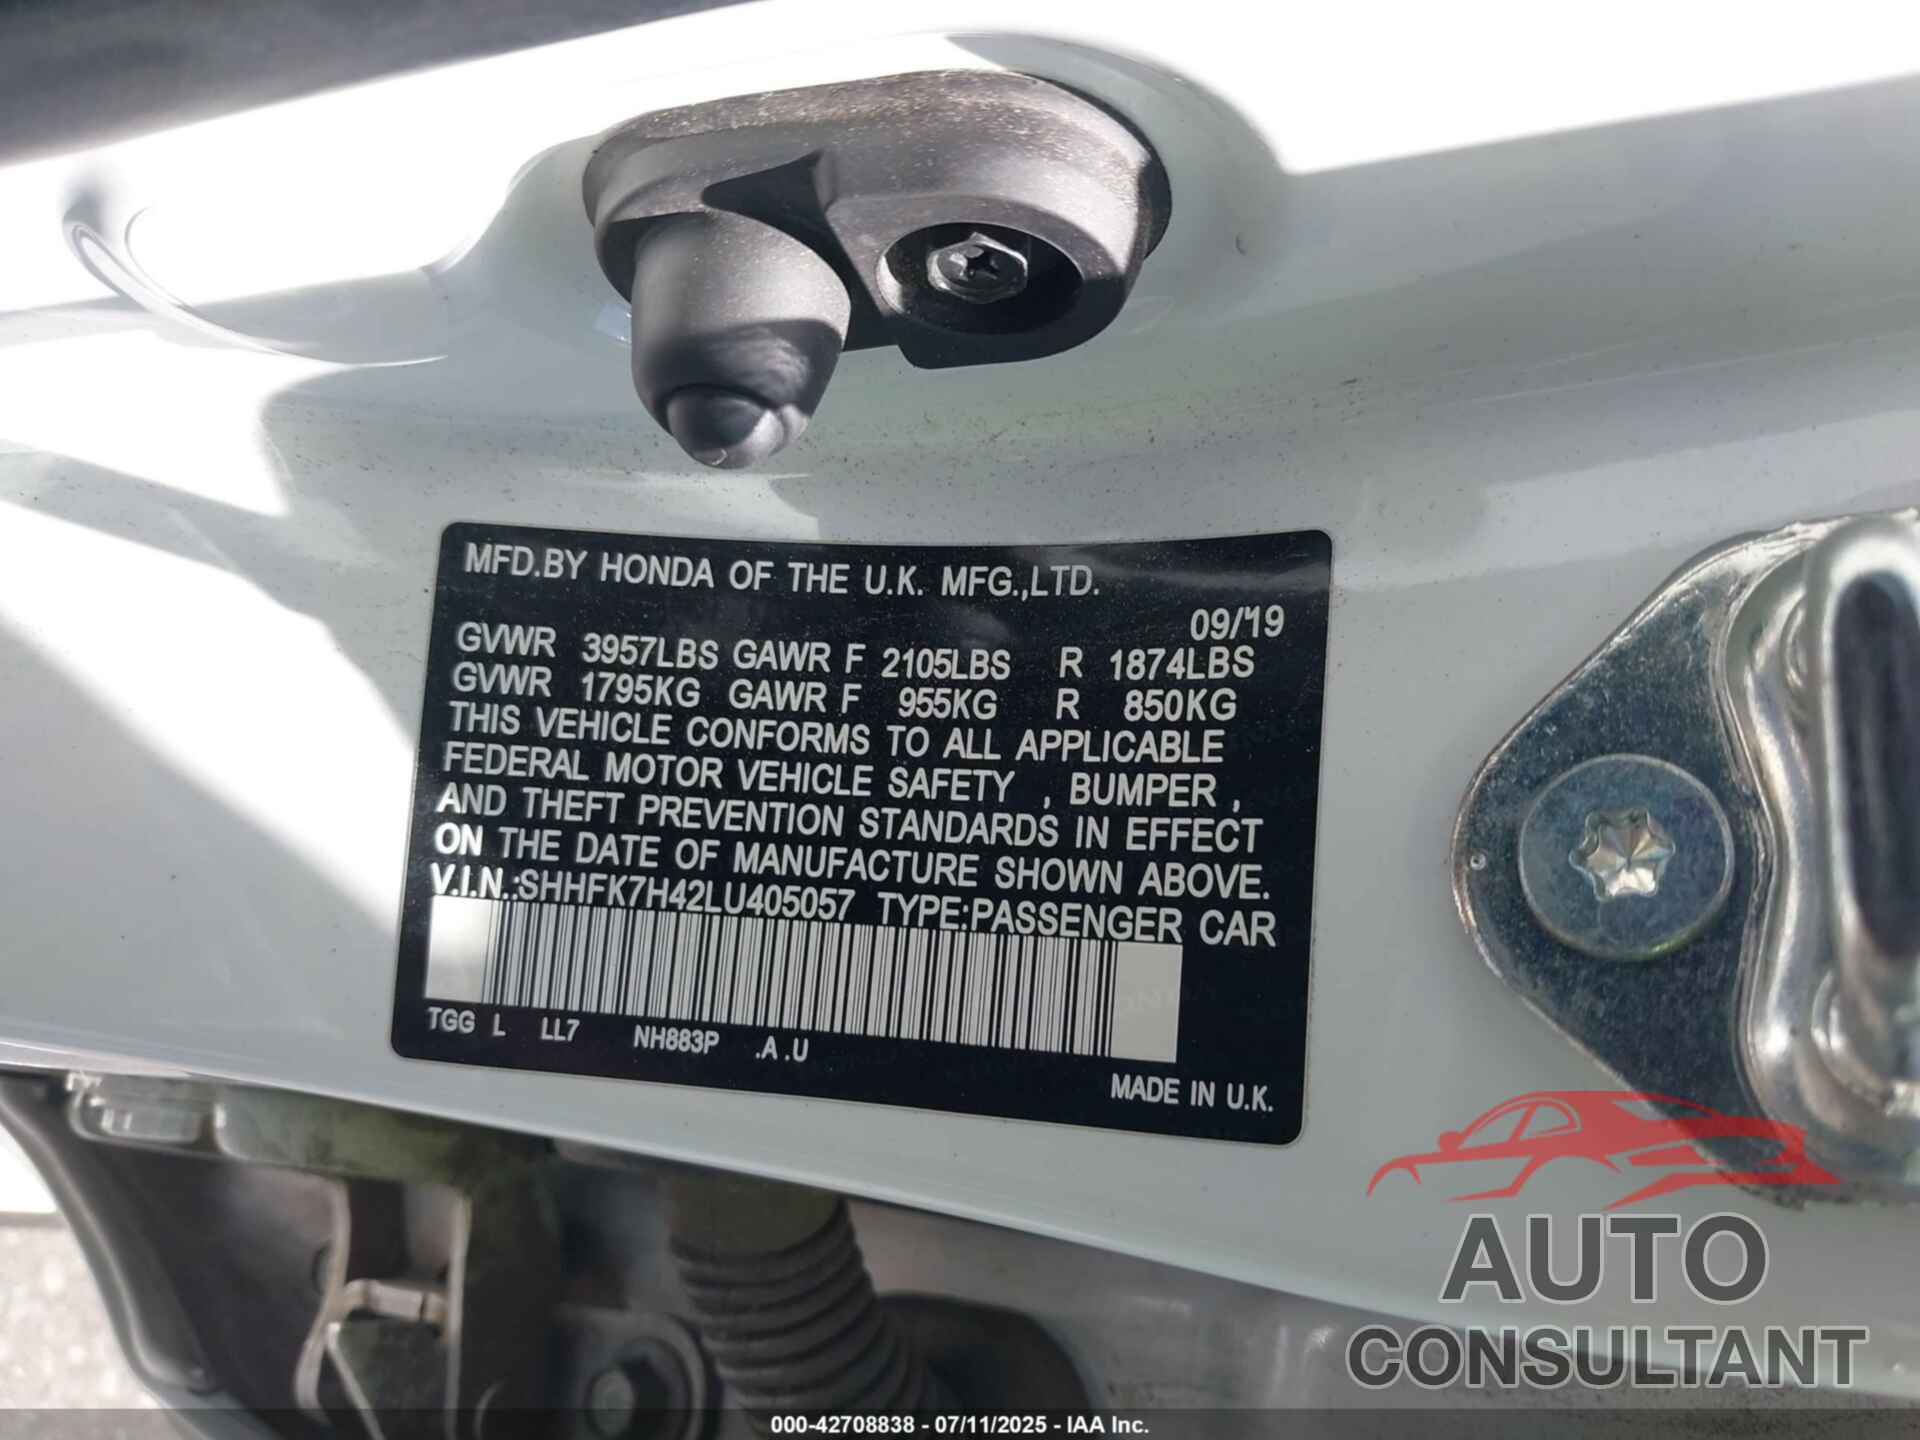 MFD.BY HONDA OF THE U.K. MFG.,LTD.
09/19
GVWR 3957LBS GAWR F 2105LBS R 1874LBS
GVWR 1795KG GAWR F 955KG R 850KG
THIS VEHICLE CONFORMS TO ALL APPLICABLE
FEDERAL MOTOR VEHICLE SAFETY , BUMPER ,
AND THEFT PREVENTION STANDARDS IN EFFECT
ON THE DATE OF MANUFACTURE SHOWN ABOVE.
V.I.N.:SHHFK7H42LU405057 TYPE:PASSENGER CAR
TGG L LL7 NH883P .A .U
MADE IN U.K.
AUTO
CONSULTANT
000-42708838 - 07/11/2025 - IAA Inc.